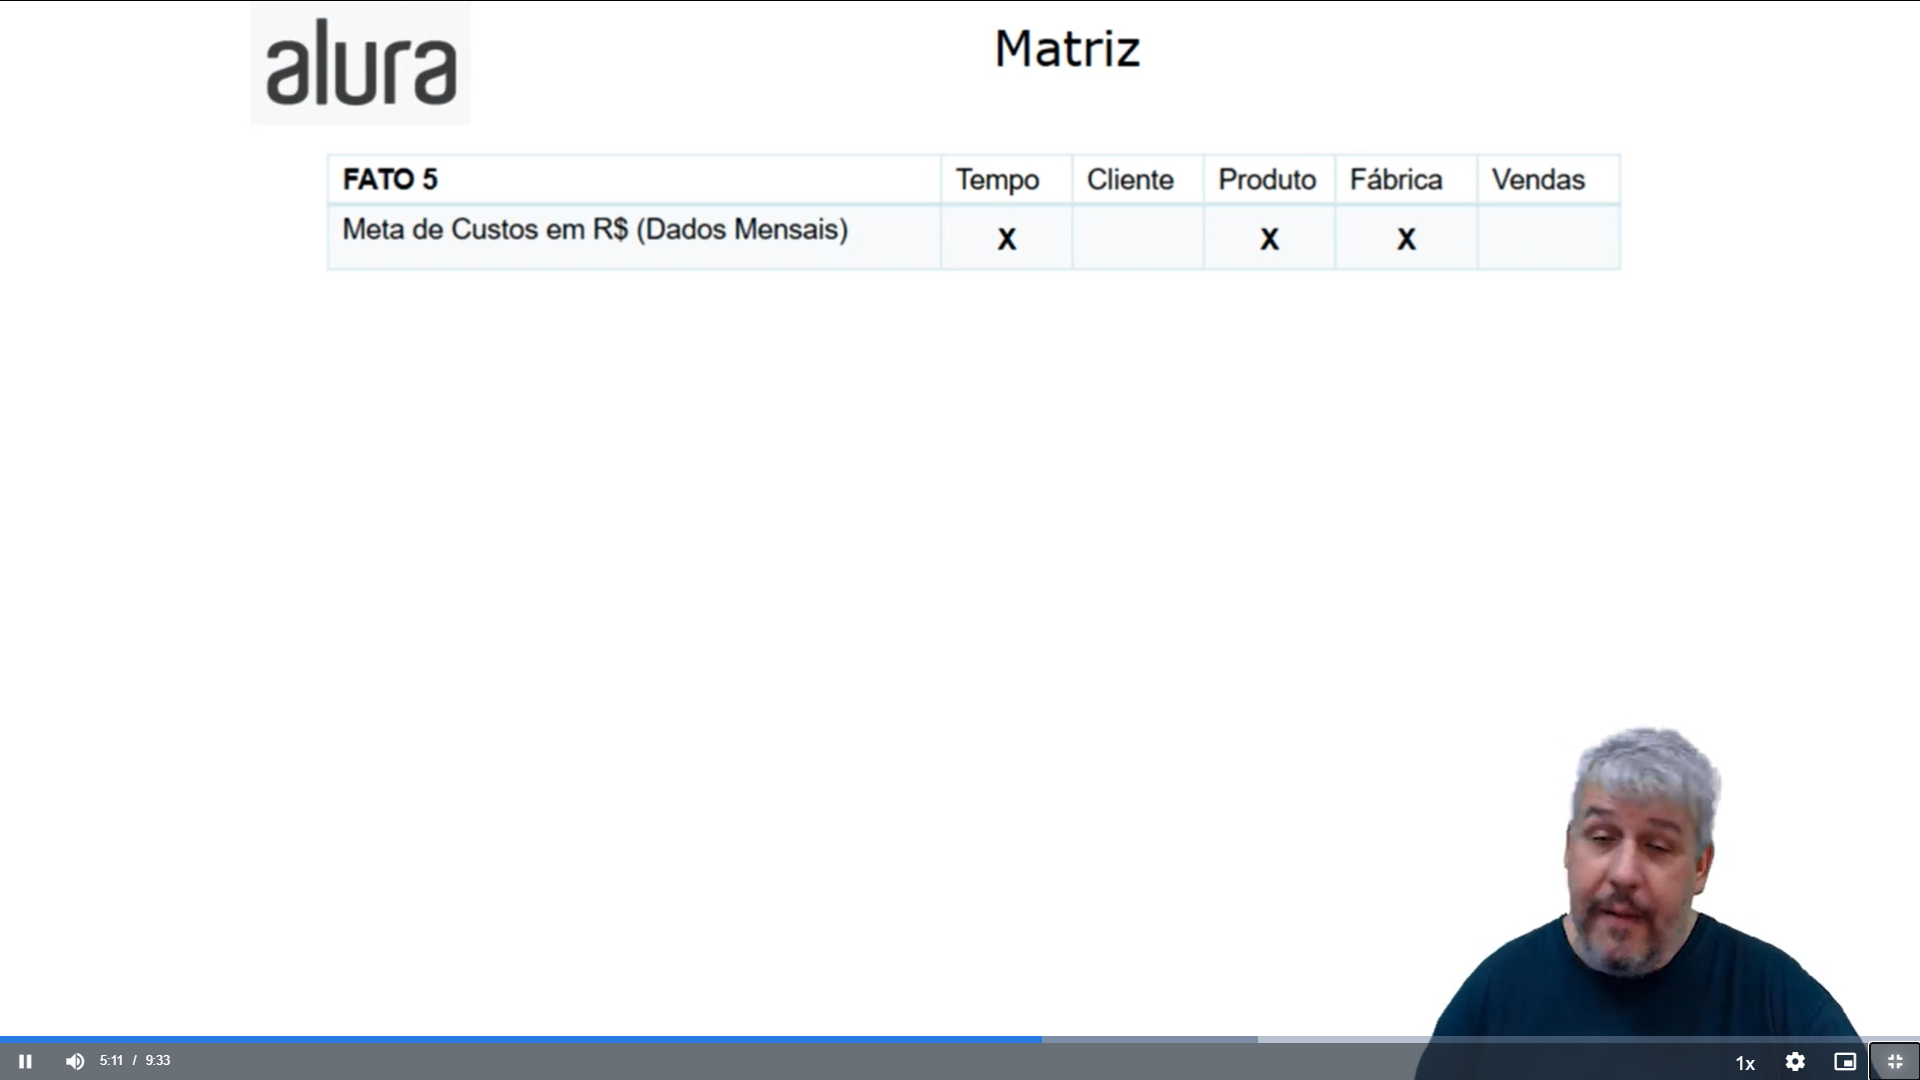 alura
Matriz
FATO 5 Tempo Cliente Produto Fábrica Vendas
Meta de Custos em R$ (Dados Mensais) X X X
5:11 / 9:33 1x